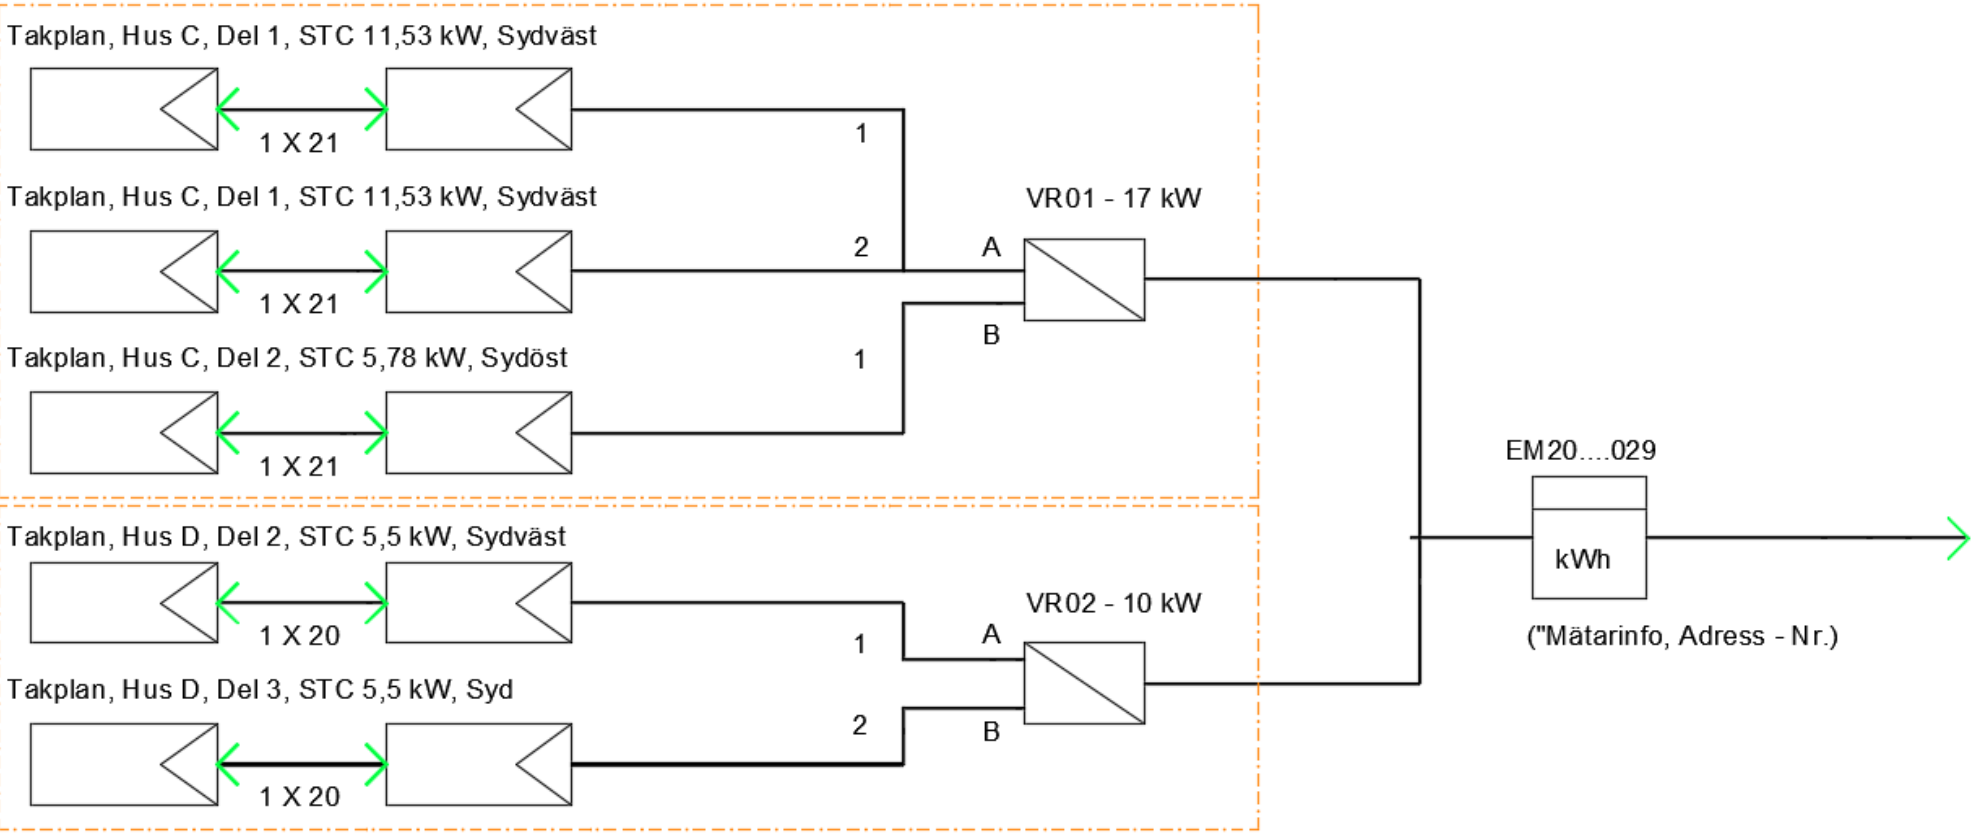 Takplan, Hus C, Del 1, STC 11,53 kW, Sydväst
1 X 21
1
Takplan, Hus C, Del 1, STC 11,53 kW, Sydväst
1 X 21
2
A
VR01 - 17 kW
Takplan, Hus C, Del 2, STC 5,78 kW, Sydöst
1 X 21
1
B
EM20....029
kWh
("Mätarinfo, Adress - Nr.)
Takplan, Hus D, Del 2, STC 5,5 kW, Sydväst
1 X 20
1
A
VR02 - 10 kW
Takplan, Hus D, Del 3, STC 5,5 kW, Syd
1 X 20
2
B